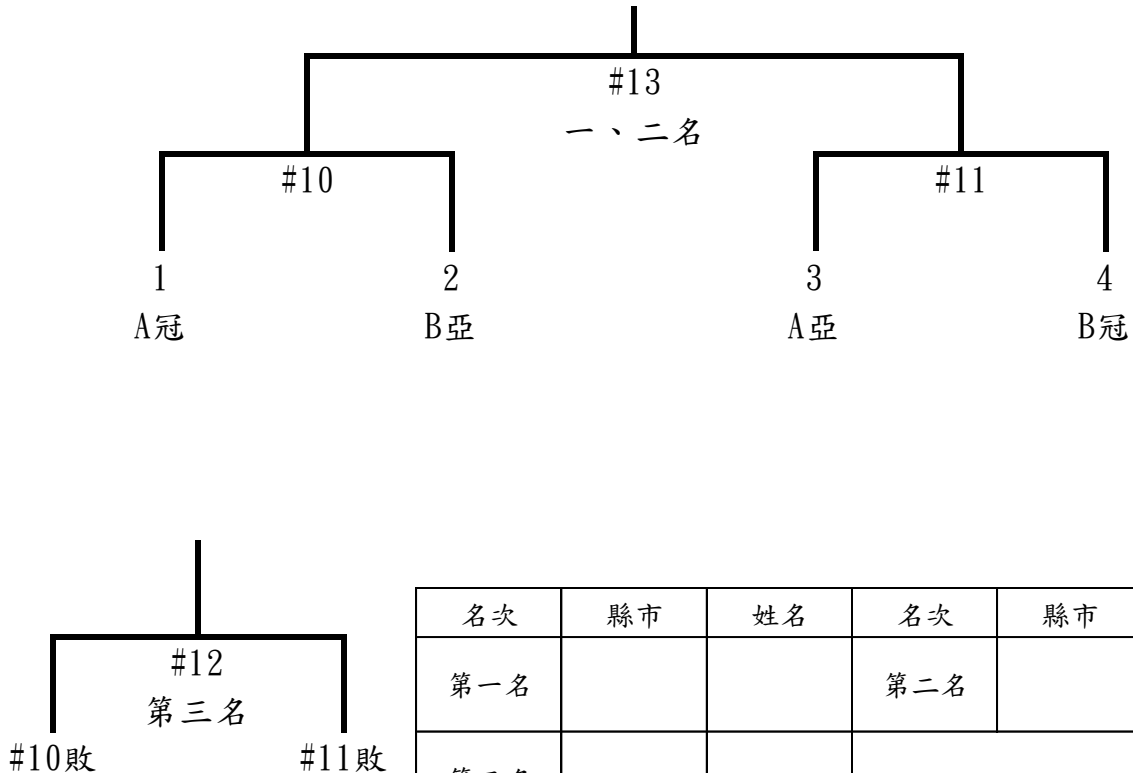 #13
一、二名
#10
#11
1
2
3
4
A冠
B亞
A亞
B冠
#12
第三名
#10敗
#11敗
名次 縣市 姓名 名次 縣市
第一名 第二名